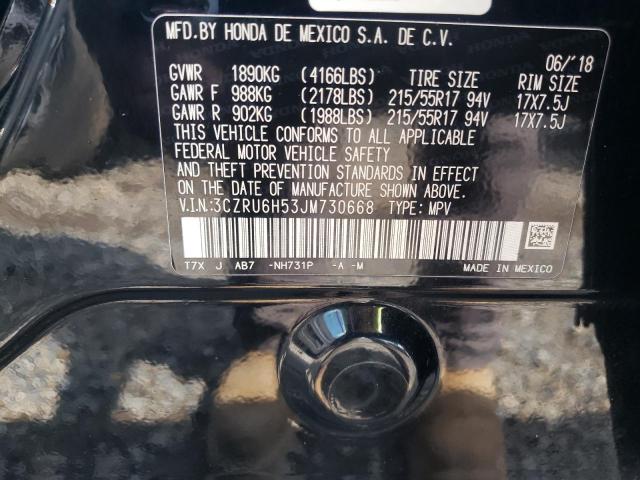 MFD.BY HONDA DE MEXICO S.A. DE C.V.
06/'18
GVWR 1890KG (4166LBS) TIRE SIZE RIM SIZE
GAWR F 988KG (2178LBS) 215/55R17 94V 17X7.5J
GAWR R 902KG (1988LBS) 215/55R17 94V 17X7.5J
THIS VEHICLE CONFORMS TO ALL APPLICABLE
FEDERAL MOTOR VEHICLE SAFETY
AND THEFT PREVENTION STANDARDS IN EFFECT
ON THE DATE OF MANUFACTURE SHOWN ABOVE.
V.I.N.:3CZRU6H53JM730668 TYPE: MPV
T7X J AB7 -NH731P -A -M
MADE IN MEXICO